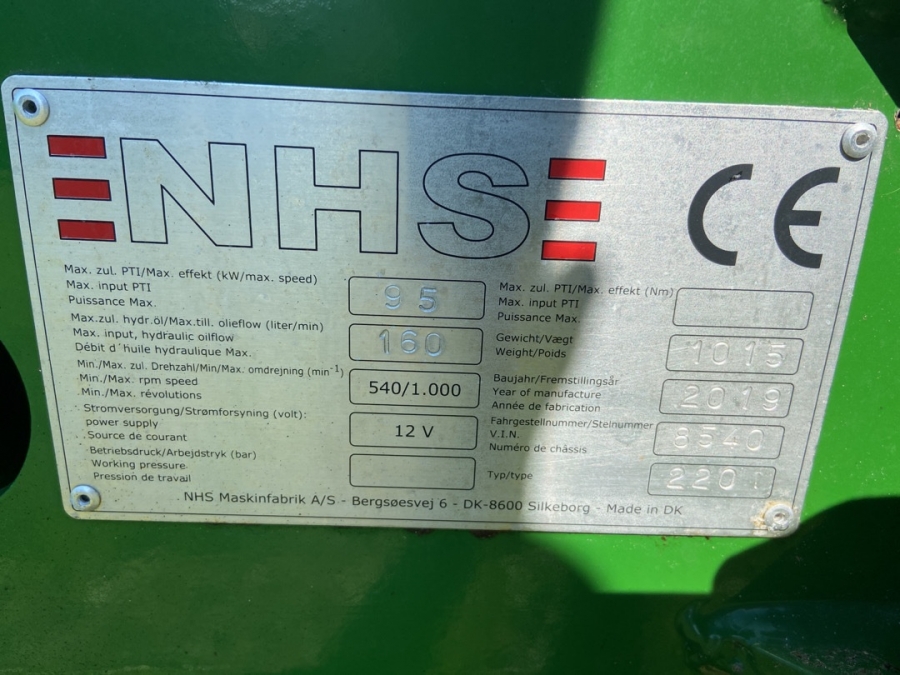 NHS CE
Max. zul. PTI/Max. effekt (kW/max. speed)
Max. input PTI
Puissance Max.
95
Max.zul. hydr.öl/Max.till. olieflow (liter/min)
Max. input, hydraulic oilflow
Débit d´huile hydraulique Max.
160
Min./Max. zul. Drehzahl/Min/Max. omdrejning (min-1)
Min./Max. rpm speed
Min./Max. révolutions
540/1.000
Stromversorgung/Strømforsyning (volt):
power supply
Source de courant
12 V
Betriebsdruck/Arbejdstryk (bar)
Working pressure
Pression de travail
Max. zul. PTI/Max. effekt (Nm)
Max. input PTI
Puissance Max.
Gewicht/Vægt
Weight/Poids
1015
Baujahr/Fremstillingsår
Year of manufacture
Année de fabrication
2019
Fahrgestellnummer/Stelnummer
V.I.N.
Numéro de châssis
8540
Typ/type
220T
NHS Maskinfabrik A/S - Bergsøesvej 6 - DK-8600 Silkeborg - Made in DK